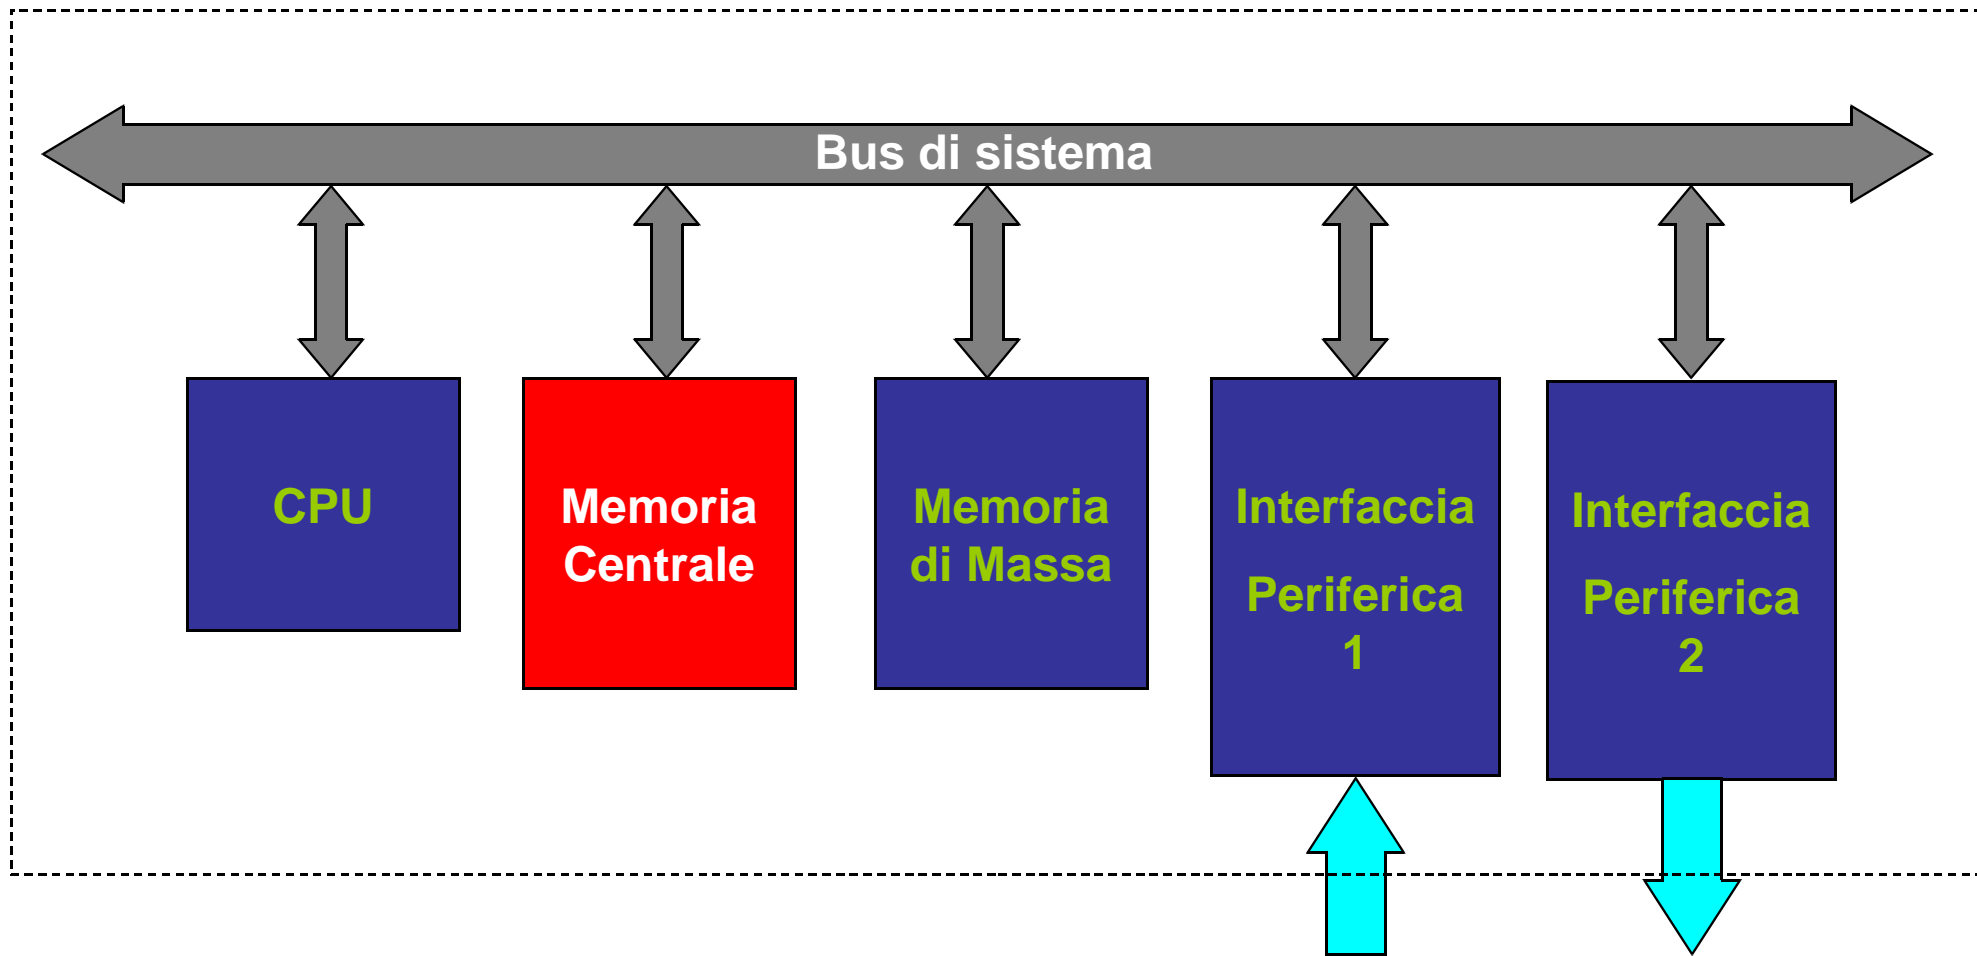 Bus di sistema
CPU
Memoria
Centrale
Memoria
di Massa
Interfaccia
Periferica
1
Interfaccia
Periferica
2